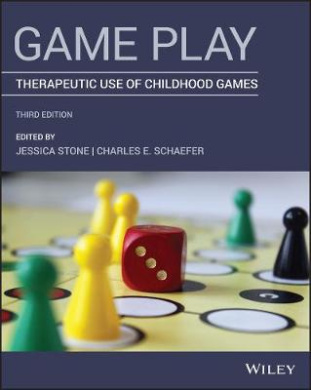 GAME PLAY
THERAPEUTIC USE OF CHILDHOOD GAMES
THIRD EDITION
EDITED BY
JESSICA STONE | CHARLES E. SCHAEFER
WILEY